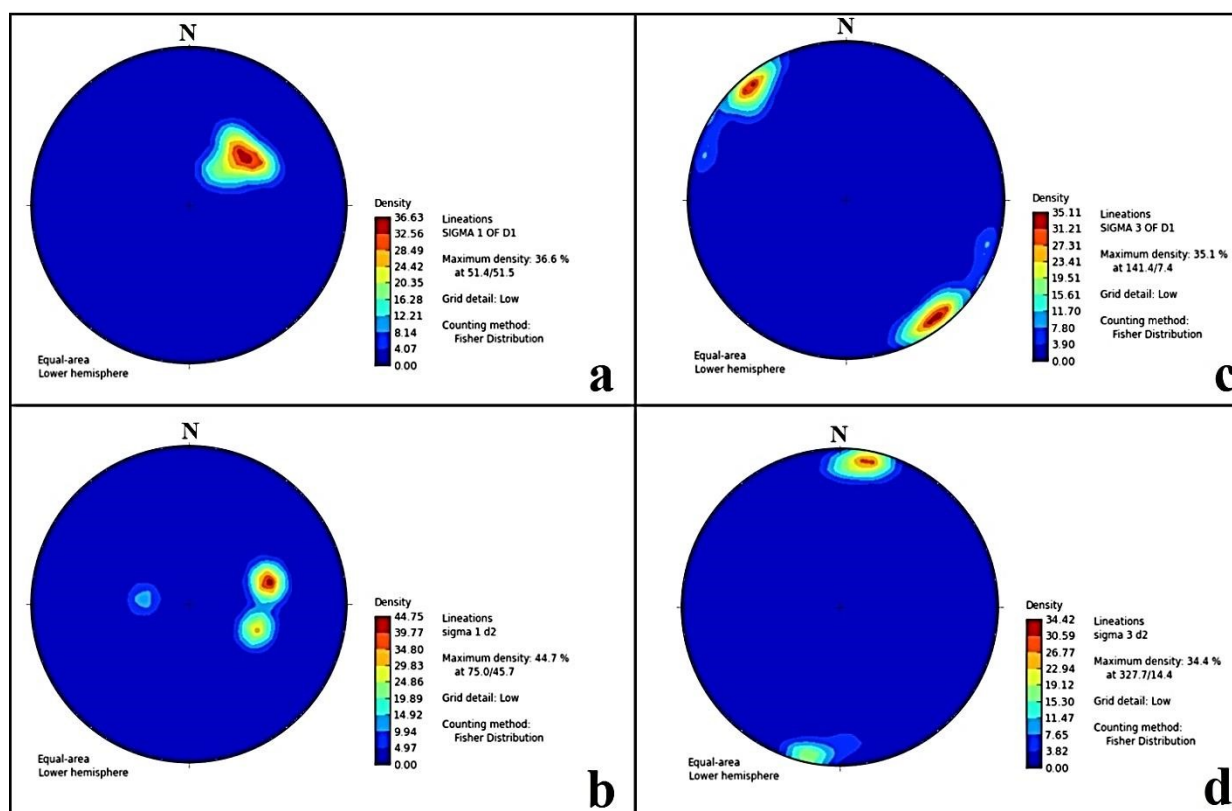 N
Density
36.63
32.56
28.49
24.42
20.35
16.28
12.21
8.14
4.07
0.00
Lineations
SIGMA 1 OF D1
Maximum density: 36.6 %
at 51.4/51.5
Grid detail: Low
Counting method:
Fisher Distribution
Equal-area
Lower hemisphere
a
N
Density
35.11
31.21
27.31
23.41
19.51
15.61
11.70
7.80
3.90
0.00
Lineations
SIGMA 3 OF D1
Maximum density: 35.1 %
at 141.4/7.4
Grid detail: Low
Counting method:
Fisher Distribution
Equal-area
Lower hemisphere
c
N
Density
44.75
39.77
34.80
29.83
24.86
19.89
14.92
9.94
4.97
0.00
Lineations
sigma 1 d2
Maximum density: 44.7 %
at 75.0/45.7
Grid detail: Low
Counting method:
Fisher Distribution
Equal-area
Lower hemisphere
b
N
Density
34.42
30.59
26.77
22.94
19.12
15.30
11.47
7.65
3.82
0.00
Lineations
sigma 3 d2
Maximum density: 34.4 %
at 327.7/14.4
Grid detail: Low
Counting method:
Fisher Distribution
Equal-area
Lower hemisphere
d